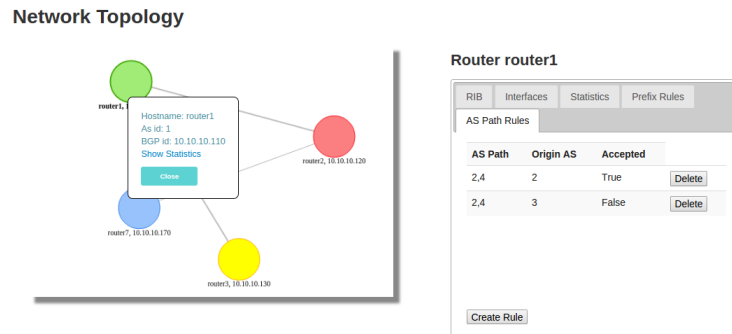 Network Topology
router1, 1
Hostname: router1
As id: 1
BGP id: 10.10.10.110
Show Statistics
Close
router2, 10.10.10.120
router7, 10.10.10.170
router3, 10.10.10.130
Router router1
RIB Interfaces Statistics Prefix Rules
AS Path Rules
AS Path Origin AS Accepted
2,4 2 True Delete
2,4 3 False Delete
Create Rule